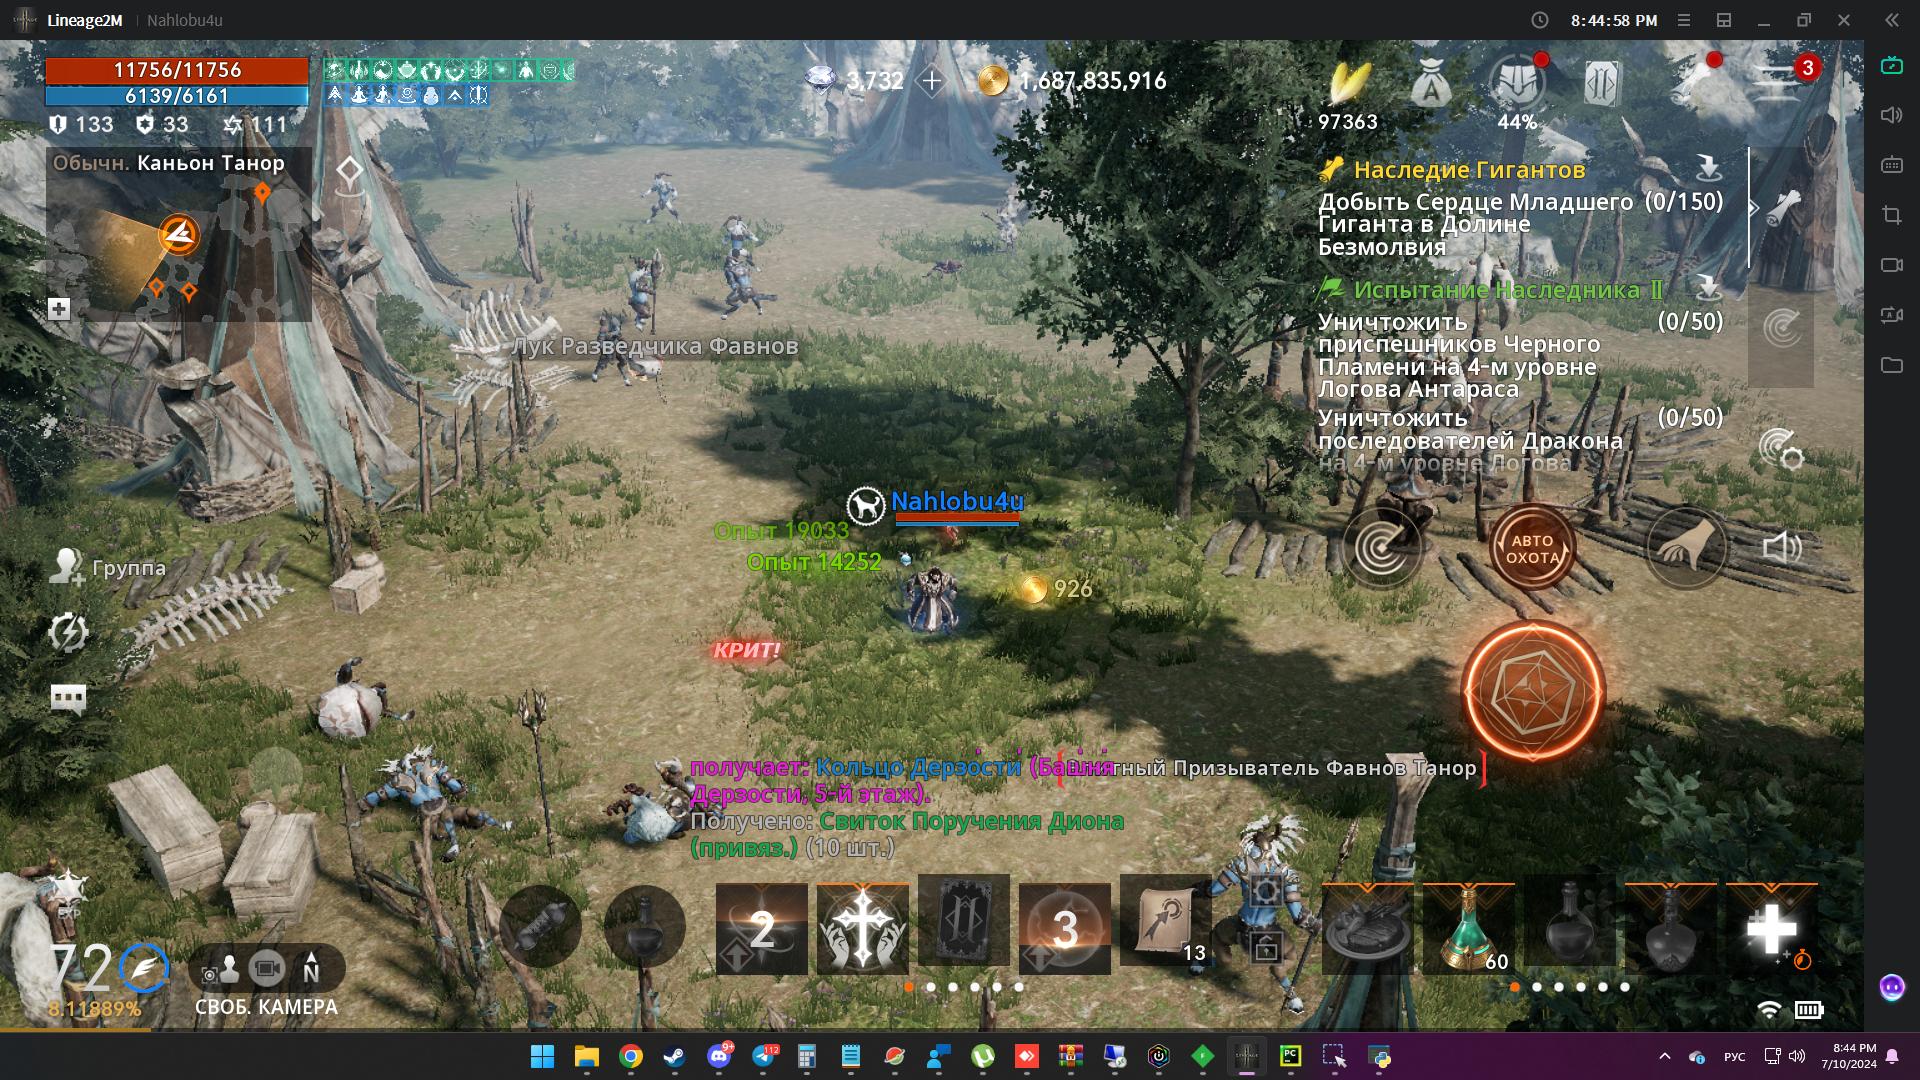 Lineage2M | Nahlobu4u
8:44:58 PM
11756/11756
6139/6161
133 33 111
3,732
1,687,835,916
97363
44%
3
Обычн. Каньон Танор
Наследие Гигантов
Добыть Сердце Младшего (0/150)
Гиганта в Долине
Безмолвия
Испытание Наследника II
Уничтожить (0/50)
приспешников Черного
Пламени на 4-м уровне
Логова Антараса
Уничтожить (0/50)
последователей Дракона
на 4-м уровне Логова
Лук Разведчика Фавнов
Nahlobu4u
Опыт 19033
Опыт 14252
926
АВТО
ОХОТА
Группа
КРИТ!
получает: Кольцо Дерзости (Башня
Дерзости, 5-й этаж).
Призыватель Фавнов Танор
Получено: Свиток Поручения Диона
(привяз.) (10 шт.)
EXP
2
3
13
60
72
8.11889%
N
СВОБ. КАМЕРА
9+
112
PC
РУС
8:44 PM
7/10/2024